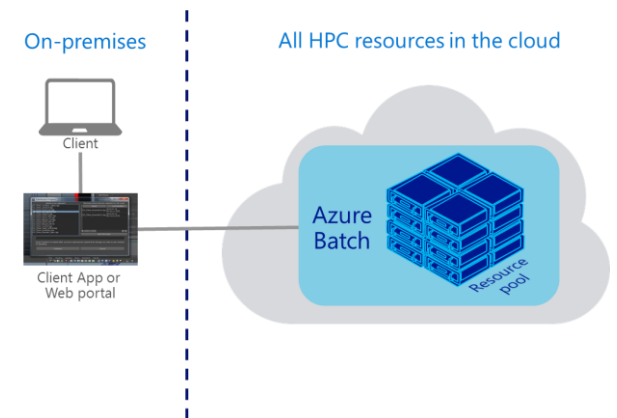 On-premises
All HPC resources in the cloud
Client
Client App or
Web portal
Azure
Batch
Resource
pool